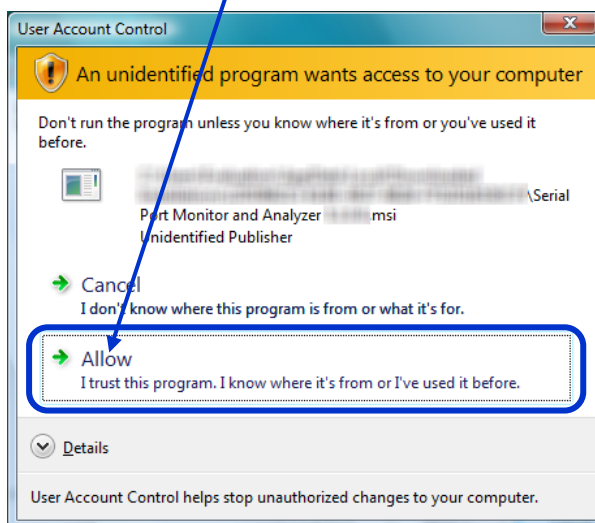 User Account Control
An unidentified program wants access to your computer
Don't run the program unless you know where it's from or you've used it
before.
\Serial
Port Monitor and Analyzer msi
Unidentified Publisher
Cancel
I don't know where this program is from or what it's for.
Allow
I trust this program. I know where it's from or I've used it before.
Details
User Account Control helps stop unauthorized changes to your computer.